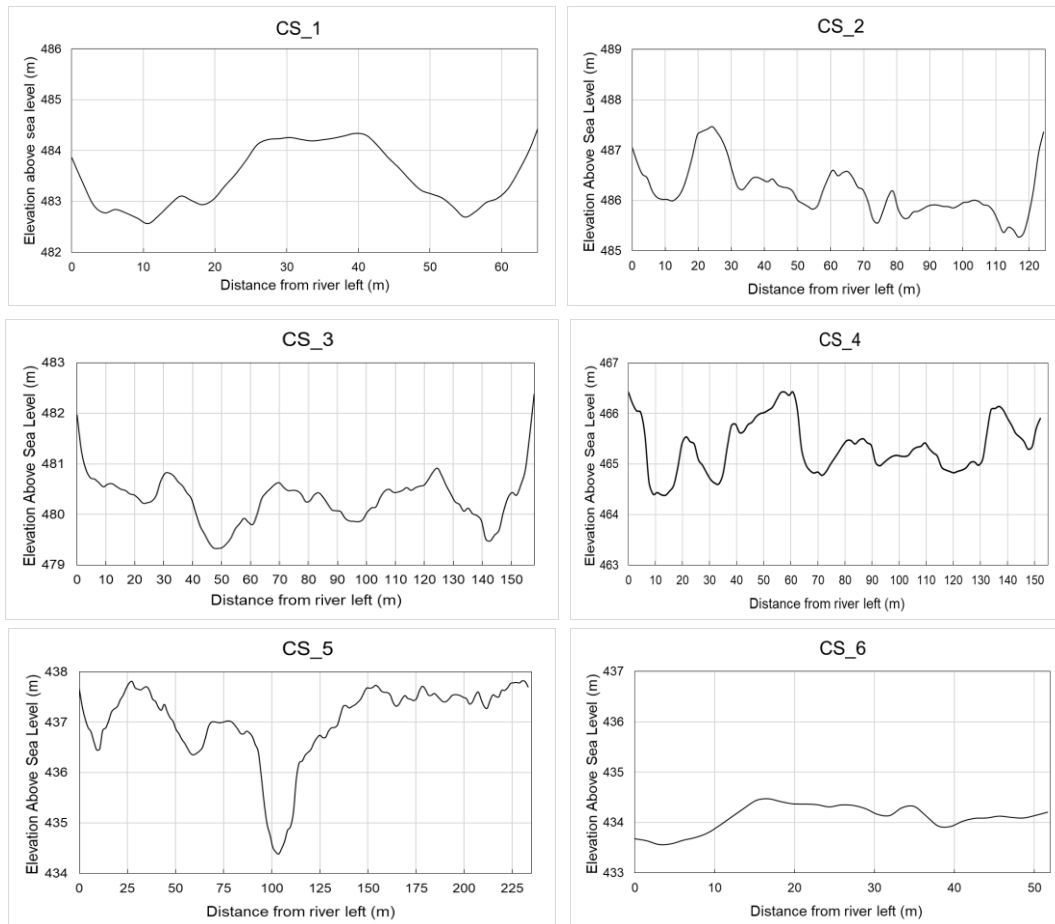 CS_1
Elevation above sea level (m)
486
485
484
483
482
0 10 20 30 40 50 60
Distance from river left (m)
CS_2
Elevation Above Sea Level (m)
489
488
487
486
485
0 10 20 30 40 50 60 70 80 90 100 110 120
Distance from river left (m)
CS_3
Elevation Above Sea Level (m)
483
482
481
480
479
0 10 20 30 40 50 60 70 80 90 100 110 120 130 140 150
Distance from river left (m)
CS_4
Elevation Above Sea Level (m)
467
466
465
464
463
0 10 20 30 40 50 60 70 80 90 100 110 120 130 140 150
Distance from river left (m)
CS_5
Elevation Above Sea Level (m)
438
437
436
435
434
0 25 50 75 100 125 150 175 200 225
Distance from river left (m)
CS_6
Elevation Above Sea Level (m)
437
436
435
434
433
0 10 20 30 40 50
Distance from river left (m)